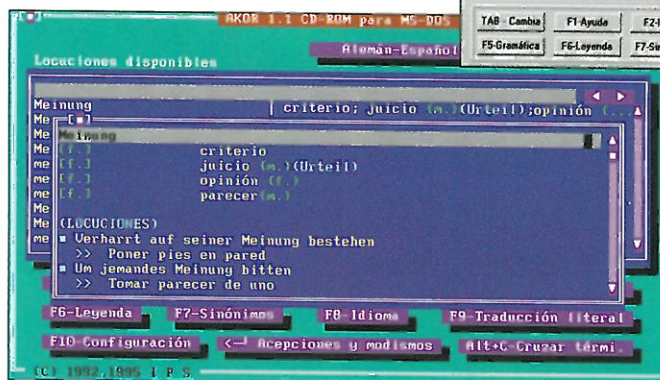 AKOR 1.1 CD-ROM para MS-DOS
TAB - Cambia F1-Ayuda
F5-Gramática F6-Leyenda
Alemán-Español
Locuciones disponibles
Meinung criterio; juicio (m.)(Urteil);opinión (...
Meinung
[f.] criterio
[f.] juicio (m.)(Urteil)
[f.] opinión (f.)
[f.] parecer(m.)
(LOCUCIONES)
Verharrt auf seiner Meinung bestehen
>> Poner pies en pared
Um jemandes Meinung bitten
>> Tomar parecer de uno
F6-Leyenda F7-Sinónimos F8-Idioma F9-Traducción literal
F10-Configuración Acepciones y modismos Alt+C-Cruzar térmi.
(C) 1992,1995 I.P.S.